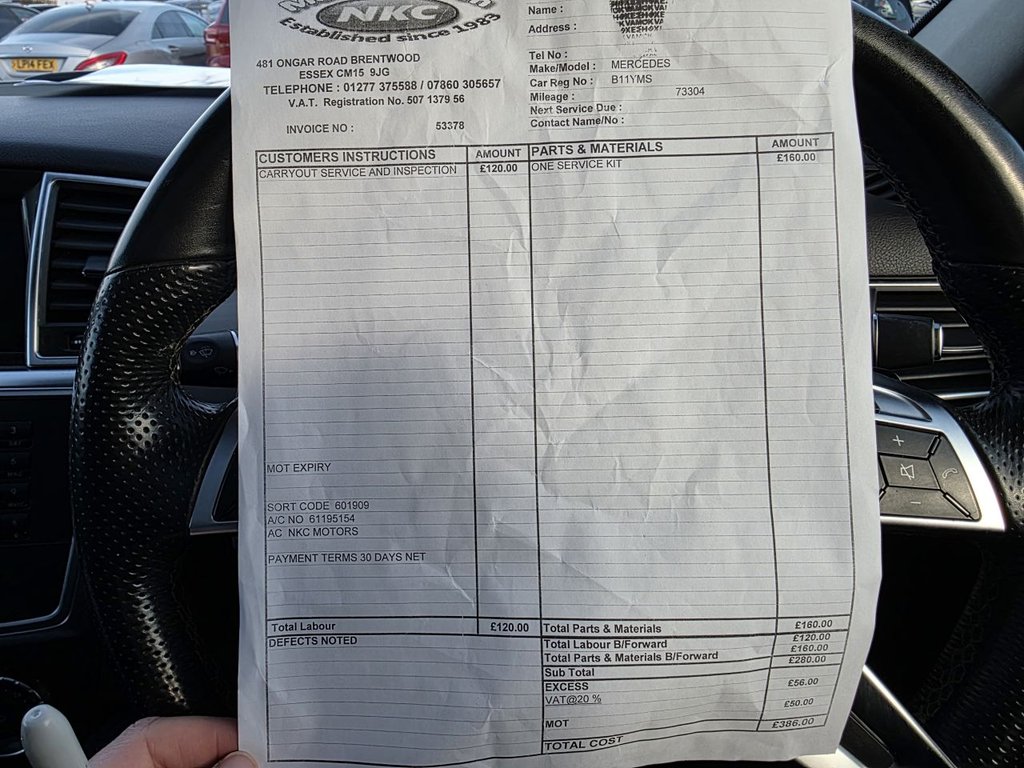 NKC
Established since 1983
481 ONGAR ROAD BRENTWOOD
ESSEX CM15 9JG
TELEPHONE : 01277 375588 / 07860 305657
V.A.T. Registration No. 507 1379 56
INVOICE NO : 53378
Name :
Address :
Tel No :
Make/Model : MERCEDES
Car Reg No : B11YMS
Mileage : 73304
Next Service Due :
Contact Name/No :
CUSTOMERS INSTRUCTIONS AMOUNT PARTS & MATERIALS AMOUNT
CARRYOUT SERVICE AND INSPECTION £120.00 ONE SERVICE KIT £160.00
MOT EXPIRY
SORT CODE 601909
A/C NO 61195154
AC NKC MOTORS
PAYMENT TERMS 30 DAYS NET
Total Labour £120.00 Total Parts & Materials £160.00
DEFECTS NOTED
Total Labour B/Forward £120.00
Total Parts & Materials B/Forward £160.00
Sub Total £280.00
EXCESS
VAT@20 % £56.00
MOT £50.00
TOTAL COST £386.00
LP14 FEX